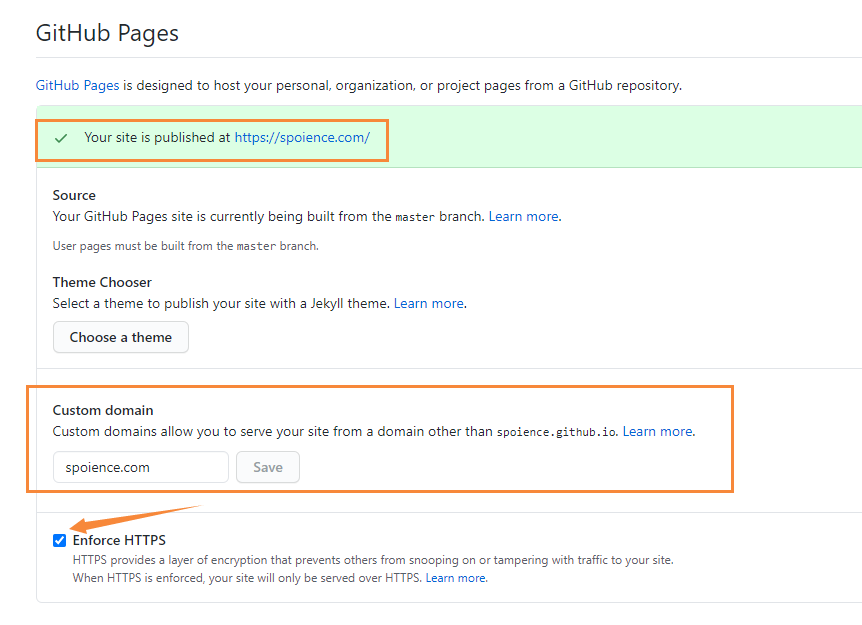 GitHub Pages
GitHub Pages is designed to host your personal, organization, or project pages from a GitHub repository.
Your site is published at https://spoience.com/
Source
Your GitHub Pages site is currently being built from the master branch. Learn more.
User pages must be built from the master branch.
Theme Chooser
Select a theme to publish your site with a Jekyll theme. Learn more.
Choose a theme
Custom domain
Custom domains allow you to serve your site from a domain other than spoience.github.io. Learn more.
spoience.com Save
Enforce HTTPS
HTTPS provides a layer of encryption that prevents others from snooping on or tampering with traffic to your site.
When HTTPS is enforced, your site will only be served over HTTPS. Learn more.